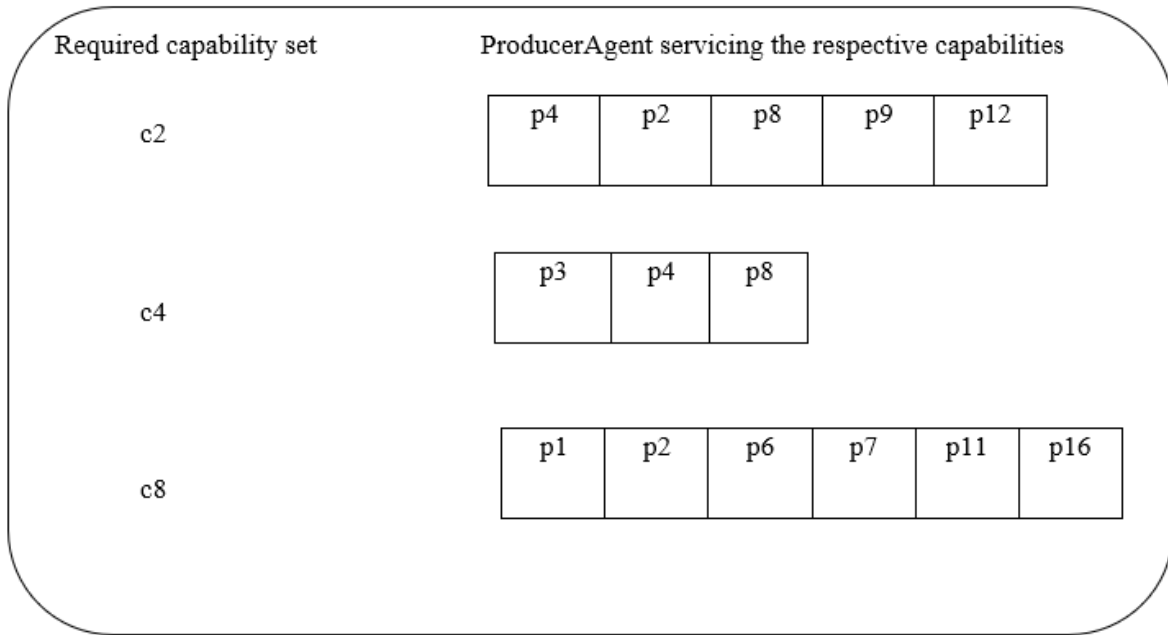 Required capability set ProducerAgent servicing the respective capabilities
c2 p4 p2 p8 p9 p12
c4 p3 p4 p8
c8 p1 p2 p6 p7 p11 p16